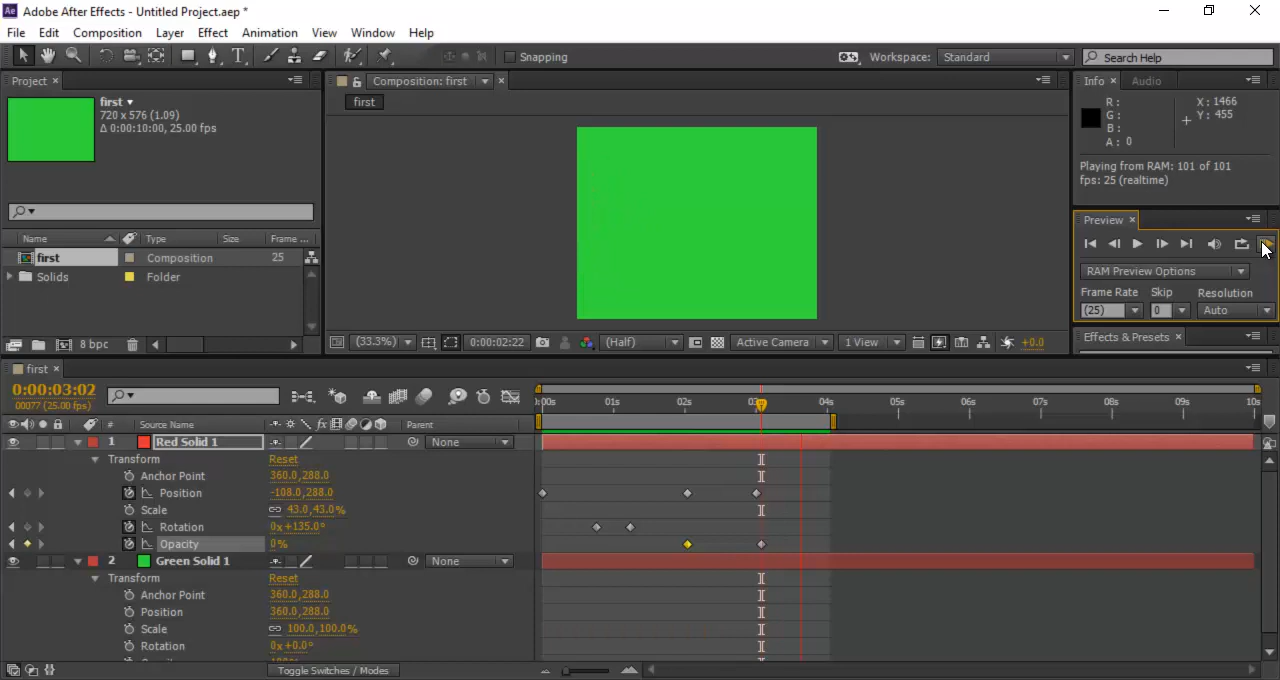 Adobe After Effects - Untitled Project.aep *
File Edit Composition Layer Effect Animation View Window Help
Snapping
Workspace: Standard
Search Help
Project ×
first
720 x 576 (1.09)
Δ 0:00:10:00, 25.00 fps
Name Type Size Frame ...
first Composition 25
Solids Folder
8 bpc
Composition: first
first
(33.3%) 0:00:02:22 (Half) Active Camera 1 View +0.0
Info × Audio
R :
G :
B :
A : 0
X : 1466
Y : 455
Playing from RAM: 101 of 101
fps: 25 (realtime)
Preview ×
RAM Preview Options
Frame Rate Skip Resolution
(25) 0 Auto
Effects & Presets ×
first ×
0:00:03:02
00077 (25.00 fps)
):00s 01s 02s 03s 04s 05s 06s 07s 08s 09s 10s
# Source Name fx Parent
1 Red Solid 1 None
Transform Reset
Anchor Point 360.0,288.0
Position -108.0,288.0
Scale 43.0,43.0%
Rotation 0x+135.0°
Opacity 0%
2 Green Solid 1 None
Transform Reset
Anchor Point 360.0,288.0
Position 360.0,288.0
Scale 100.0,100.0%
Rotation 0x+0.0°
Toggle Switches / Modes